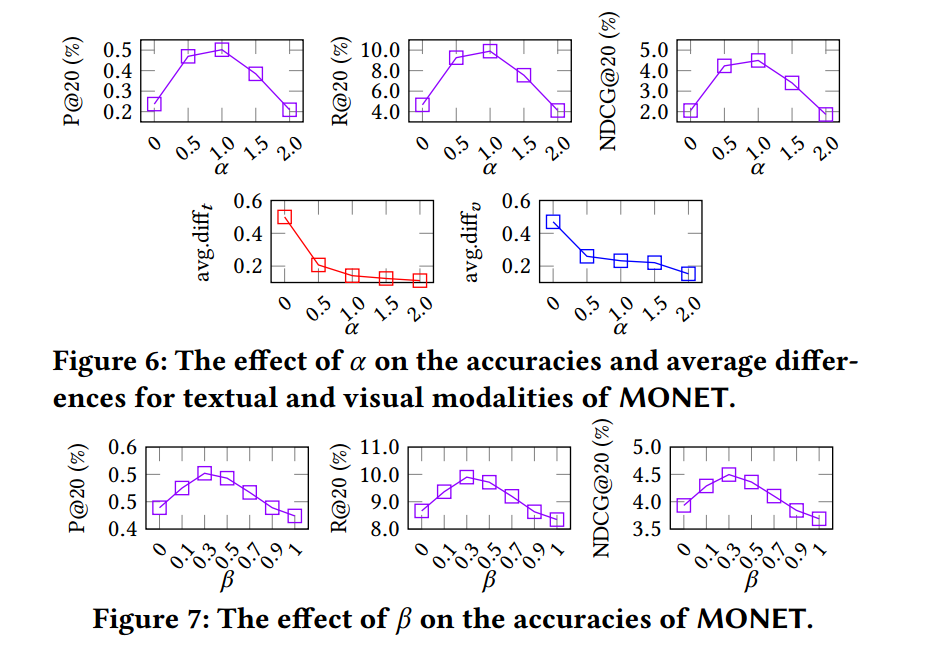 P@20 (%)
0.5
0.4
0.3
0.2
0 0.5 1.0 1.5 2.0
α
R@20 (%)
10.0
8.0
6.0
4.0
0 0.5 1.0 1.5 2.0
α
NDCG@20 (%)
5.0
4.0
3.0
2.0
0 0.5 1.0 1.5 2.0
α
avg.diff_t
0.6
0.4
0.2
0 0.5 1.0 1.5 2.0
α
avg.diff_v
0.6
0.4
0.2
0 0.5 1.0 1.5 2.0
α
Figure 6: The effect of α on the accuracies and average differ-
ences for textual and visual modalities of MONET.
P@20 (%)
0.6
0.5
0.5
0.4
0 0.1 0.3 0.5 0.7 0.9 1
β
R@20 (%)
11.0
10.0
9.0
8.0
0 0.1 0.3 0.5 0.7 0.9 1
β
NDCG@20 (%)
5.0
4.5
4.0
3.5
0 0.1 0.3 0.5 0.7 0.9 1
β
Figure 7: The effect of β on the accuracies of MONET.